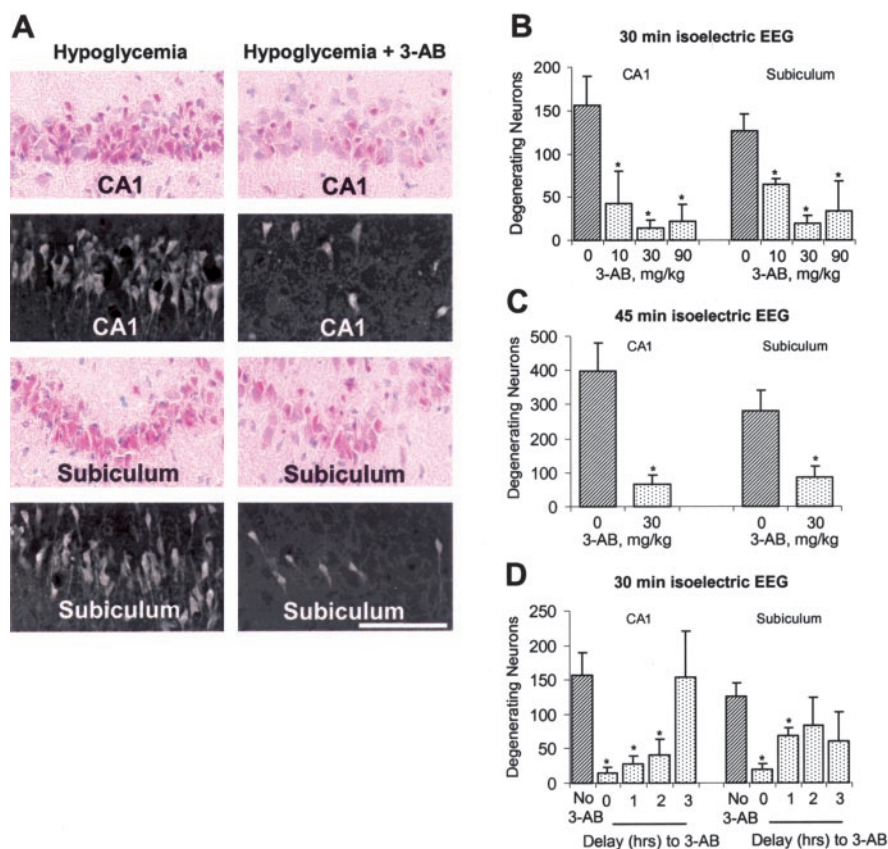 A
Hypoglycemia
Hypoglycemia + 3-AB
CA1
CA1
CA1
CA1
Subiculum
Subiculum
Subiculum
Subiculum
B
30 min isoelectric EEG
CA1
Subiculum
Degenerating Neurons
200
150
100
50
0
* * * * * *
0 10 30 90 0 10 30 90
3-AB, mg/kg 3-AB, mg/kg
C
45 min isoelectric EEG
CA1
Subiculum
Degenerating Neurons
500
400
300
200
100
0
* *
0 30 0 30
3-AB, mg/kg 3-AB, mg/kg
D
30 min isoelectric EEG
CA1
Subiculum
Degenerating Neurons
250
200
150
100
50
0
* * * * *
No 0 1 2 3 No 0 1 2 3
3-AB 3-AB
Delay (hrs) to 3-AB Delay (hrs) to 3-AB